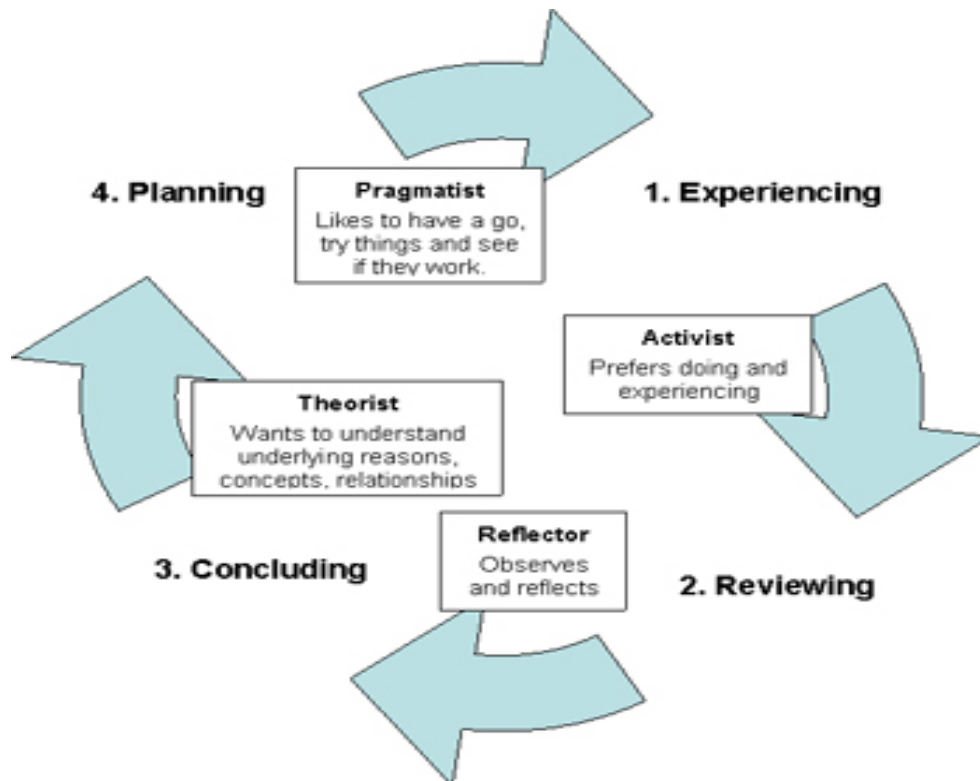 4. Planning
Pragmatist
Likes to have a go,
try things and see
if they work.
1. Experiencing
Activist
Prefers doing and
experiencing
Theorist
Wants to understand
underlying reasons,
concepts, relationships
Reflector
Observes
and reflects
3. Concluding
2. Reviewing